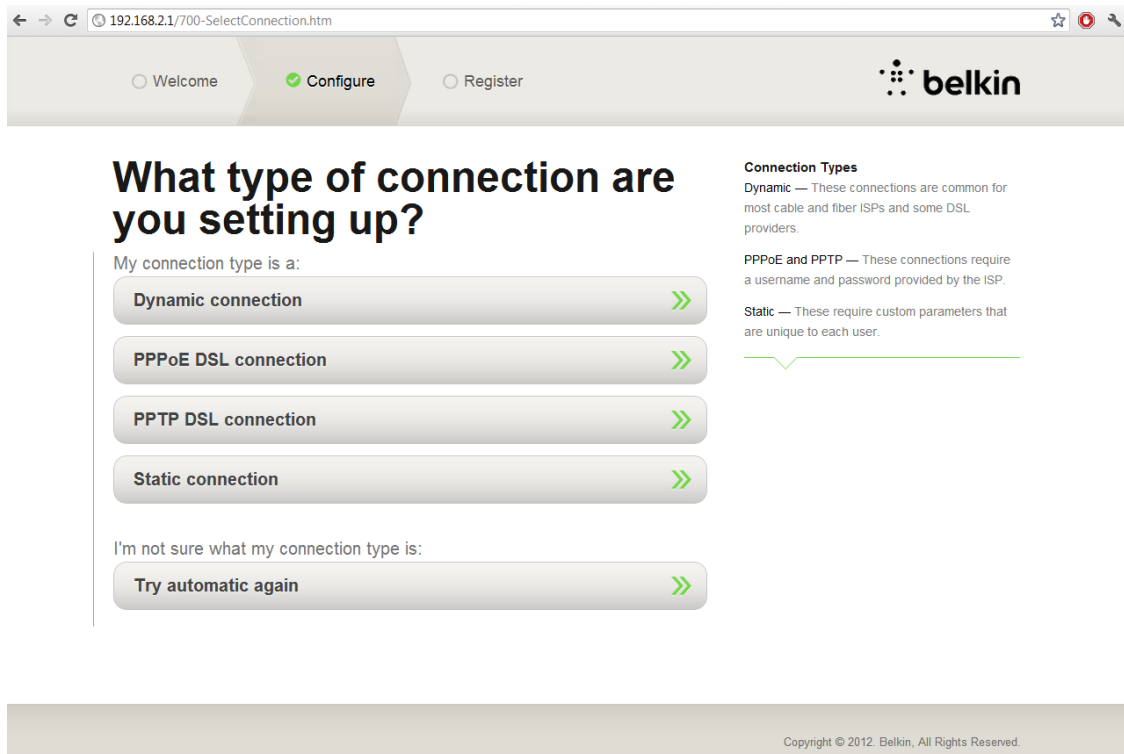 192.168.2.1/700-SelectConnection.htm
Welcome
Configure
Register
belkin
What type of connection are
you setting up?
My connection type is a:
Dynamic connection
PPPoE DSL connection
PPTP DSL connection
Static connection
I'm not sure what my connection type is:
Try automatic again
Connection Types
Dynamic — These connections are common for
most cable and fiber ISPs and some DSL
providers.
PPPoE and PPTP — These connections require
a username and password provided by the ISP.
Static — These require custom parameters that
are unique to each user.
Copyright © 2012. Belkin, All Rights Reserved.